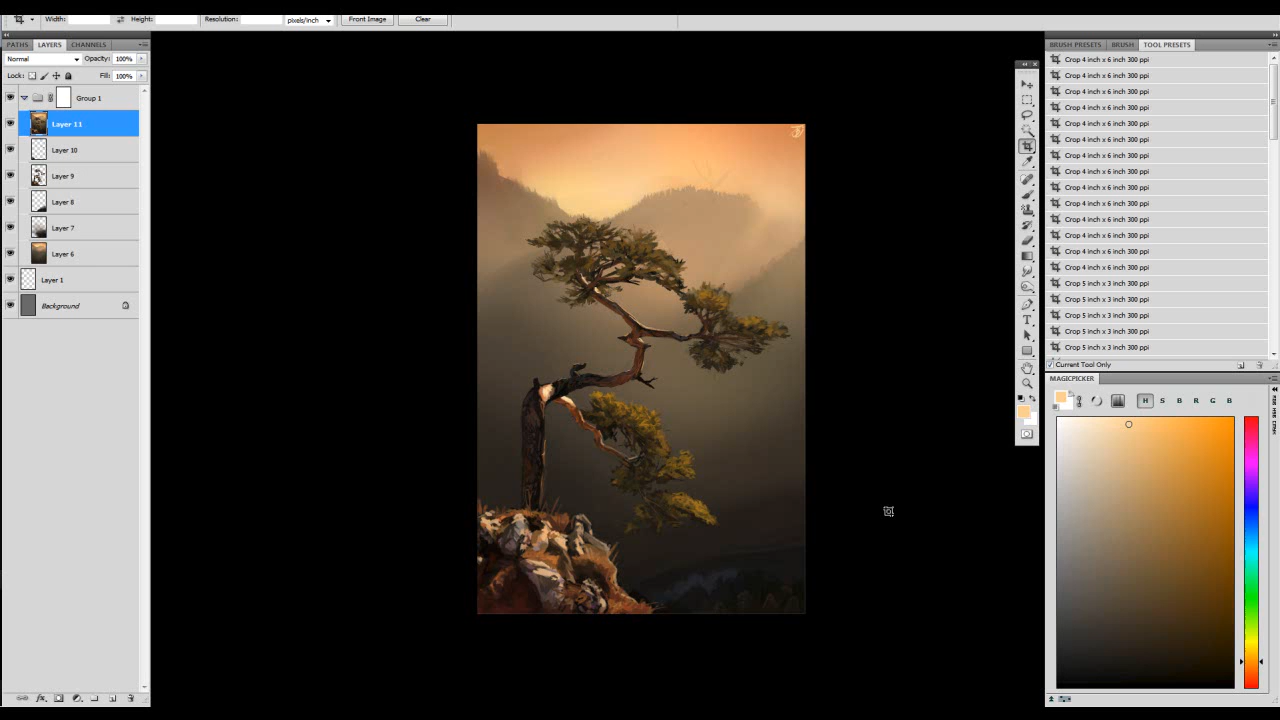 Width: Height: Resolution: pixels/inch Front Image Clear
PATHS LAYERS CHANNELS
Normal Opacity: 100%
Lock: Fill: 100%
Group 1
Layer 11
Layer 10
Layer 9
Layer 8
Layer 7
Layer 6
Layer 1
Background
BRUSH PRESETS BRUSH TOOL PRESETS
Crop 4 inch x 6 inch 300 ppi
Crop 4 inch x 6 inch 300 ppi
Crop 4 inch x 6 inch 300 ppi
Crop 4 inch x 6 inch 300 ppi
Crop 4 inch x 6 inch 300 ppi
Crop 4 inch x 6 inch 300 ppi
Crop 4 inch x 6 inch 300 ppi
Crop 4 inch x 6 inch 300 ppi
Crop 4 inch x 6 inch 300 ppi
Crop 4 inch x 6 inch 300 ppi
Crop 4 inch x 6 inch 300 ppi
Crop 4 inch x 6 inch 300 ppi
Crop 4 inch x 6 inch 300 ppi
Crop 4 inch x 6 inch 300 ppi
Crop 5 inch x 3 inch 300 ppi
Crop 5 inch x 3 inch 300 ppi
Crop 5 inch x 3 inch 300 ppi
Crop 5 inch x 3 inch 300 ppi
Crop 5 inch x 3 inch 300 ppi
Current Tool Only
MAGICPICKER
H S B R G B